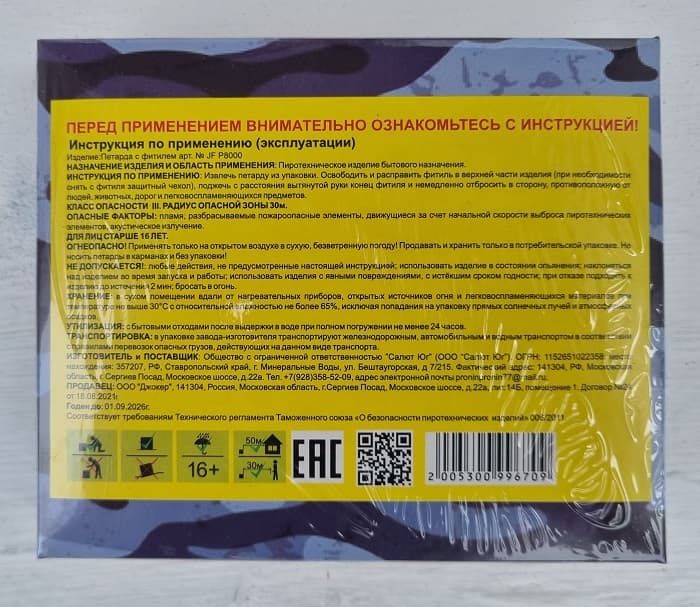 ПЕРЕД ПРИМЕНЕНИЕМ ВНИМАТЕЛЬНО ОЗНАКОМЬТЕСЬ С ИНСТРУКЦИЕЙ!
Инструкция по применению (эксплуатации)
Изделие:Петарда с фитилем арт. № JF P8000
НАЗНАЧЕНИЕ ИЗДЕЛИЯ И ОБЛАСТЬ ПРИМЕНЕНИЯ: Пиротехническое изделие бытового назначения.
ИНСТРУКЦИЯ ПО ПРИМЕНЕНИЮ: Извлечь петарду из упаковки. Освободить и расправить фитиль в верхней части изделия (при необходимости
снять с фитиля защитный чехол), поджечь с расстояния вытянутой руки конец фитиля и немедленно отбросить в сторону, противоположную от
людей, животных, дорог и легковоспламеняющихся предметов.
КЛАСС ОПАСНОСТИ III. РАДИУС ОПАСНОЙ ЗОНЫ 30м.
ОПАСНЫЕ ФАКТОРЫ: пламя, разбрасываемые пожароопасные элементы, движущиеся за счет начальной скорости выброса пиротехнических
элементов, акустическое излучение.
ДЛЯ ЛИЦ СТАРШЕ 16 ЛЕТ.
ОГНЕОПАСНО! Применять только на открытом воздухе в сухую, безветренную погоду! Продавать и хранить только в потребительской упаковке. Не
носить петарды в карманах и без упаковки!
НЕ ДОПУСКАЕТСЯ!: любые действия, не предусмотренные настоящей инструкцией; использовать изделие в состоянии опьянения; наклоняться
над изделием во время запуска и работы; использовать изделия с явными повреждениями, с истёкшим сроком годности; при отказе подходить к
изделию до истечения 2 мин; бросать в огонь.
ХРАНЕНИЕ: в сухом помещении вдали от нагревательных приборов, открытых источников огня и легковоспламеняющихся материалов при
температуре не выше 30°С с относительной влажностью не более 65%, исключая попадания на упаковку прямых солнечных лучей и атмосферных
осадков.
УТИЛИЗАЦИЯ: с бытовыми отходами после выдержки в воде при полном погружении не менее 24 часов.
ТРАНСПОРТИРОВКА: в упаковке завода-изготовителя транспортируют железнодорожным, автомобильным и водным транспортом в соответствии
с правилами перевозок опасных грузов, действующих на данном виде транспорта.
ИЗГОТОВИТЕЛЬ и ПОСТАВЩИК: Общество с ограниченной ответственностью "Салют Юг" (ООО "Салют Юг"), ОГРН: 1152651022358 место
нахождения: 357207, РФ, Ставропольский край, г. Минеральные Воды, ул. Бештаугорская, д 7/215. Фактический адрес: 141304, РФ, Московская
область, г.Сергиев Посад, Московское шоссе, д.22а. Тел. +7(928)358-52-09, адрес электронной почты proninpronin77@mail.ru.
ПРОДАВЕЦ: ООО "Джокер", 141304, Россия, Московская область, г.Сергиев Посад, Московское шоссе, д.22а, лит.14Б, помещение 1. Договор №24
от 18.08.2021г.
Годен до: 01.09.2026г.
Соответствует требованиям Технического регламента Таможенного союза «О безопасности пиротехнических изделий» 006/2011
50м
16+
30м
EAC
2 005300 996709